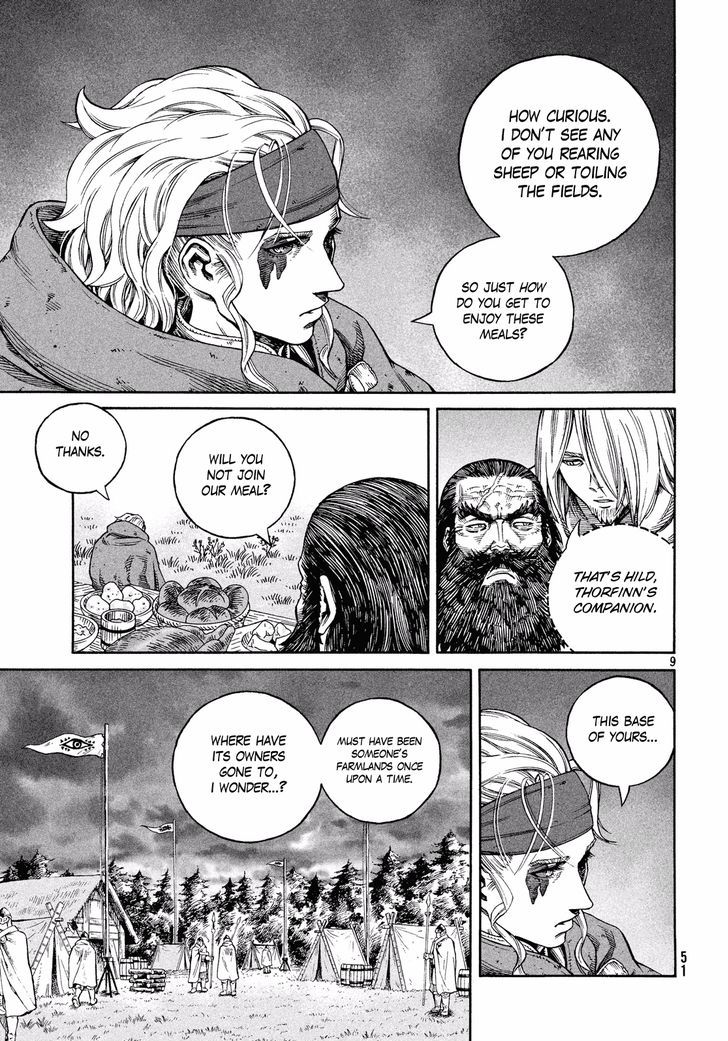 HOW CURIOUS.
I DON'T SEE ANY
OF YOU REARING
SHEEP OR TOILING
THE FIELDS.
SO JUST HOW
DO YOU GET TO
ENJOY THESE
MEALS?
THAT'S HILD,
THORFINN'S
COMPANION.
WILL YOU
NOT JOIN
OUR MEAL?
NO
THANKS.
9
THIS BASE
OF YOURS...
MUST HAVE BEEN
SOMEONE'S
FARMLANDS ONCE
UPON A TIME.
WHERE HAVE
ITS OWNERS
GONE TO,
I WONDER...?
51